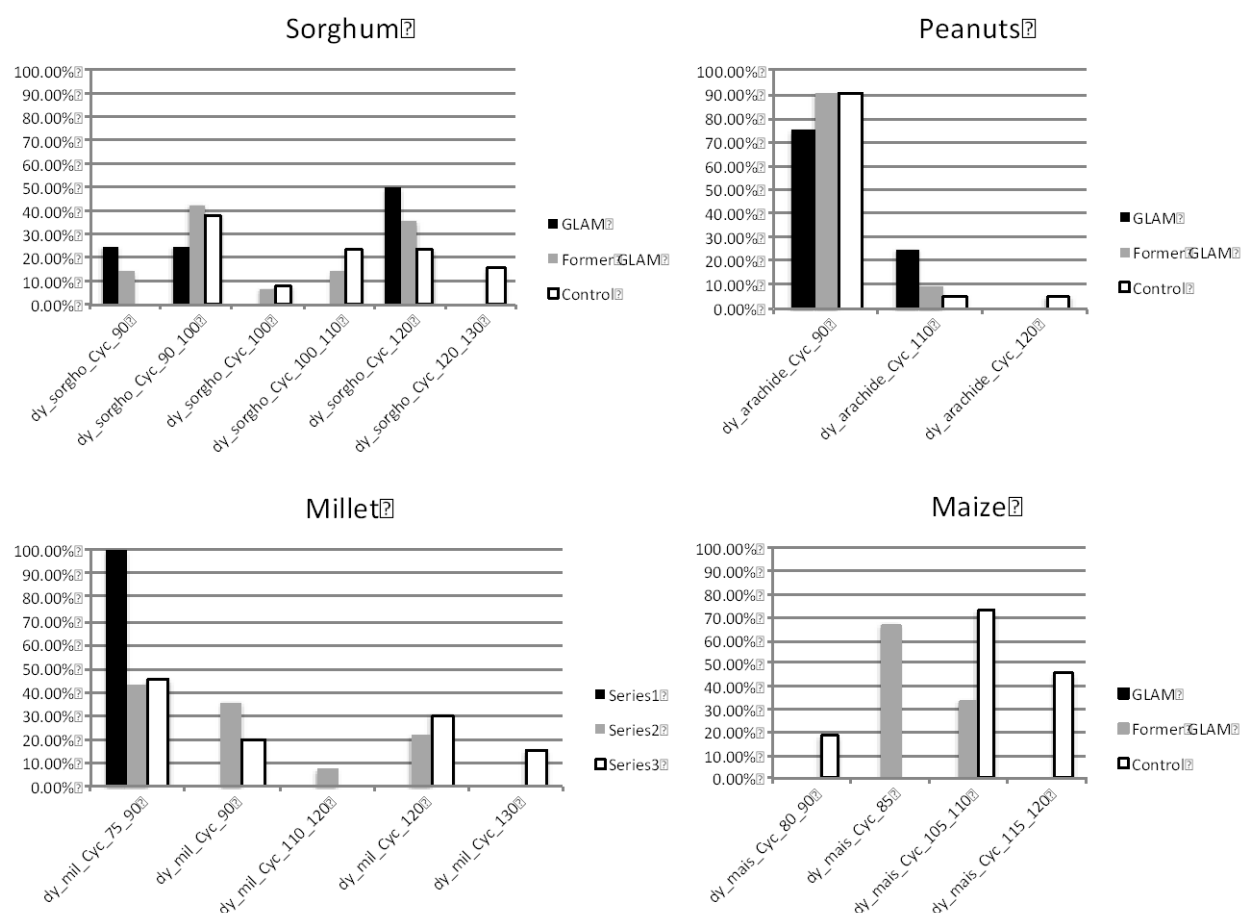 Sorghum
100.00%
90.00%
80.00%
70.00%
60.00%
50.00%
40.00%
30.00%
20.00%
10.00%
0.00%
dy_sorgho_Cyc_90
dy_sorgho_Cyc_90_100
dy_sorgho_Cyc_100
dy_sorgho_Cyc_100_110
dy_sorgho_Cyc_120
dy_sorgho_Cyc_120_130
GLAM
Former GLAM
Control
Peanuts
100.00%
90.00%
80.00%
70.00%
60.00%
50.00%
40.00%
30.00%
20.00%
10.00%
0.00%
dy_arachide_Cyc_90
dy_arachide_Cyc_110
dy_arachide_Cyc_120
GLAM
Former GLAM
Control
Millet
100.00%
90.00%
80.00%
70.00%
60.00%
50.00%
40.00%
30.00%
20.00%
10.00%
0.00%
dy_mil_Cyc_75_90
dy_mil_Cyc_90
dy_mil_Cyc_110_120
dy_mil_Cyc_120
dy_mil_Cyc_130
Series1
Series2
Series3
Maize
100.00%
90.00%
80.00%
70.00%
60.00%
50.00%
40.00%
30.00%
20.00%
10.00%
0.00%
dy_mais_Cyc_80_90
dy_mais_Cyc_85
dy_mais_Cyc_105_110
dy_mais_Cyc_115_120
GLAM
Former GLAM
Control